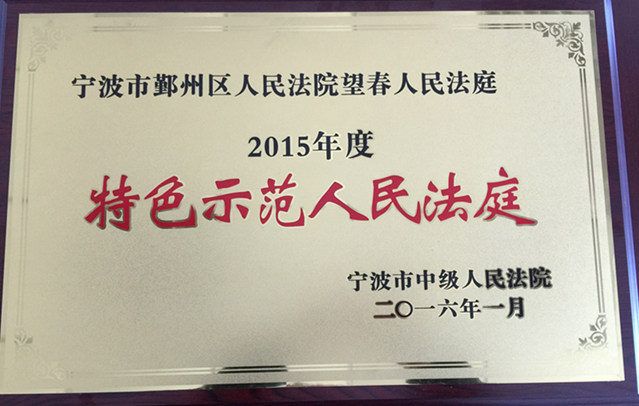 宁波市鄞州区人民法院望春人民法庭
2015年度
特色示范人民法庭
宁波市中级人民法院
二〇一六年一月